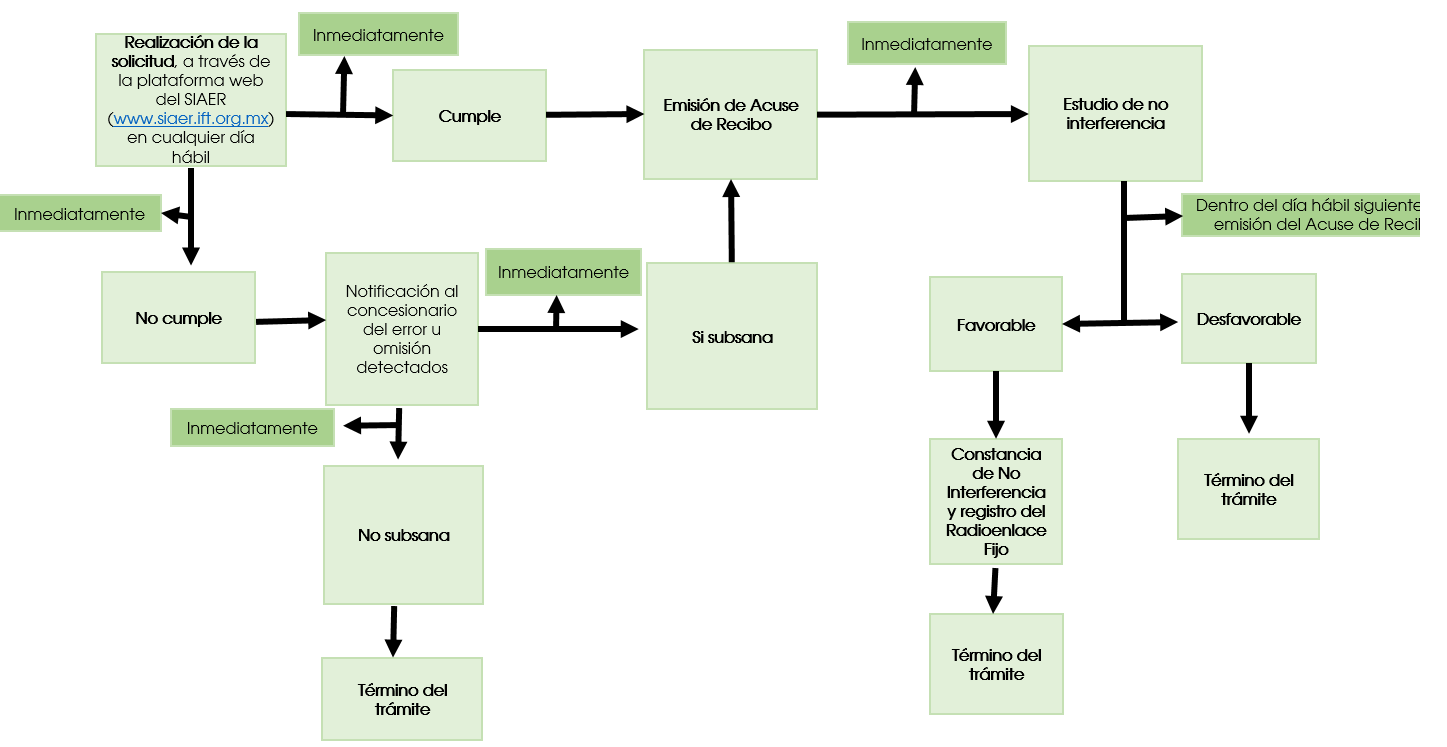 Realización de la
solicitud, a través de
la plataforma web
del SIAER
(www.siaer.ift.org.mx)
en cualquier día
hábil
Inmediatamente
Cumple
Emisión de Acuse
de Recibo
Inmediatamente
Estudio de no
interferencia
Inmediatamente
Dentro del día hábil siguiente
emisión del Acuse de
No cumple
Notificación al
concesionario
del error u
omisión
detectados
Inmediatamente
Si subsana
Favorable
Desfavorable
Inmediatamente
No subsana
Constancia
de No
Interferencia
y registro del
Radioenlace
Fijo
Término del
trámite
Término del
trámite
Término del
trámite